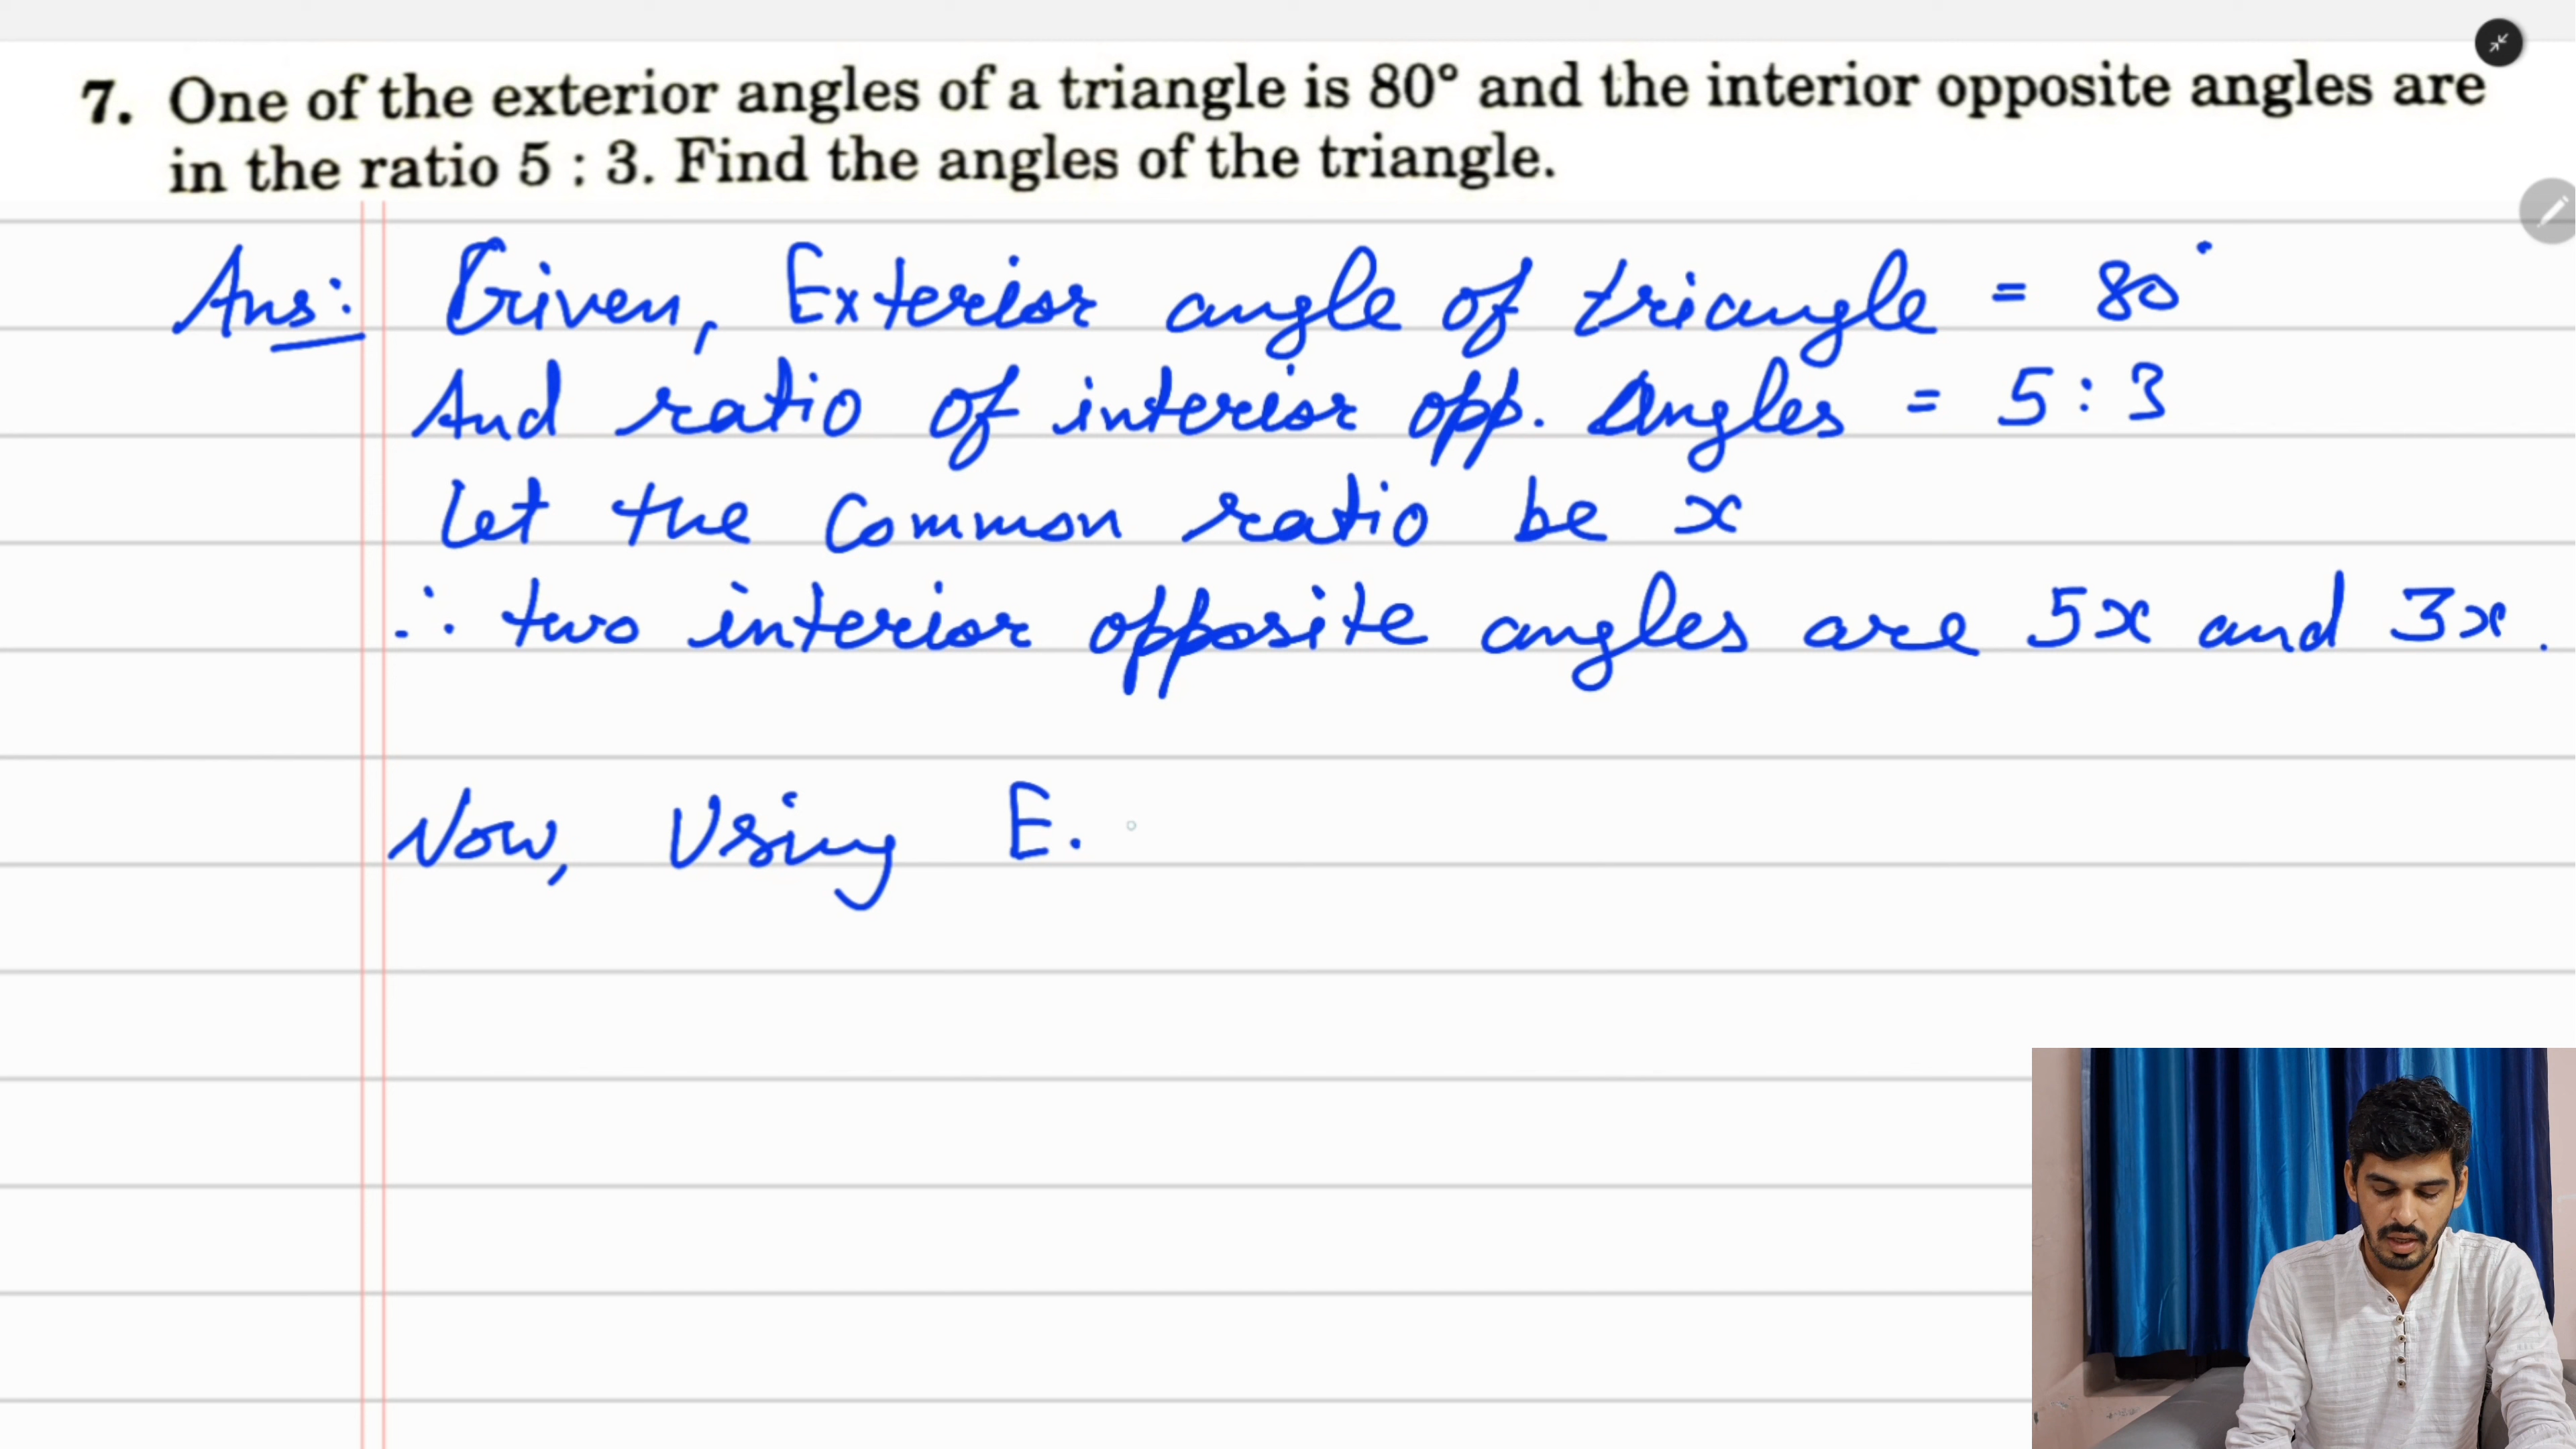 7. One of the exterior angles of a triangle is 80° and the interior opposite angles are
in the ratio 5 : 3. Find the angles of the triangle.
Ans: Given, Exterior angle of triangle = 80°
And ratio of interior opp. Angles = 5 : 3
Let the Common ratio be x
∴ two interior opposite angles are 5x and 3x.
Now, Using E.